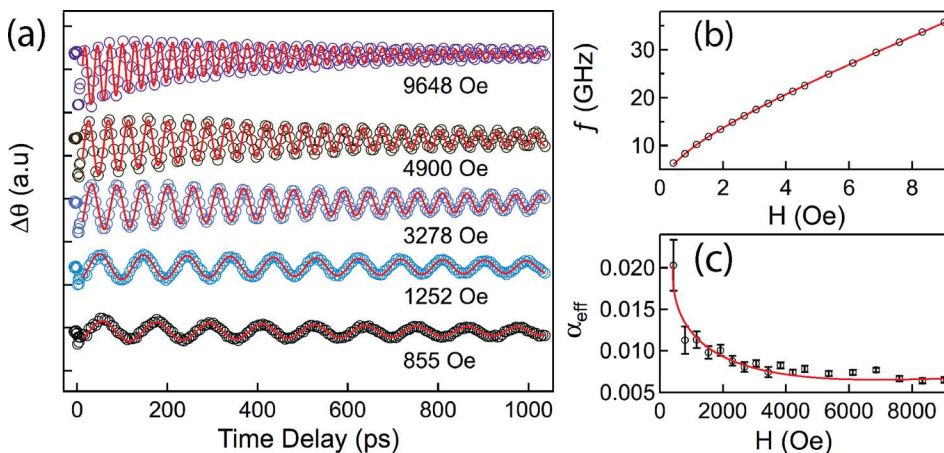 (a)
9648 Oe
4900 Oe
3278 Oe
1252 Oe
855 Oe
Δθ (a.u)
0 200 400 600 800 1000
Time Delay (ps)
(b)
f (GHz)
30
20
10
0 2 4 6 8
H (Oe)
(c)
α_eff
0.020
0.015
0.010
0.005
0 2000 4000 6000 8000
H (Oe)